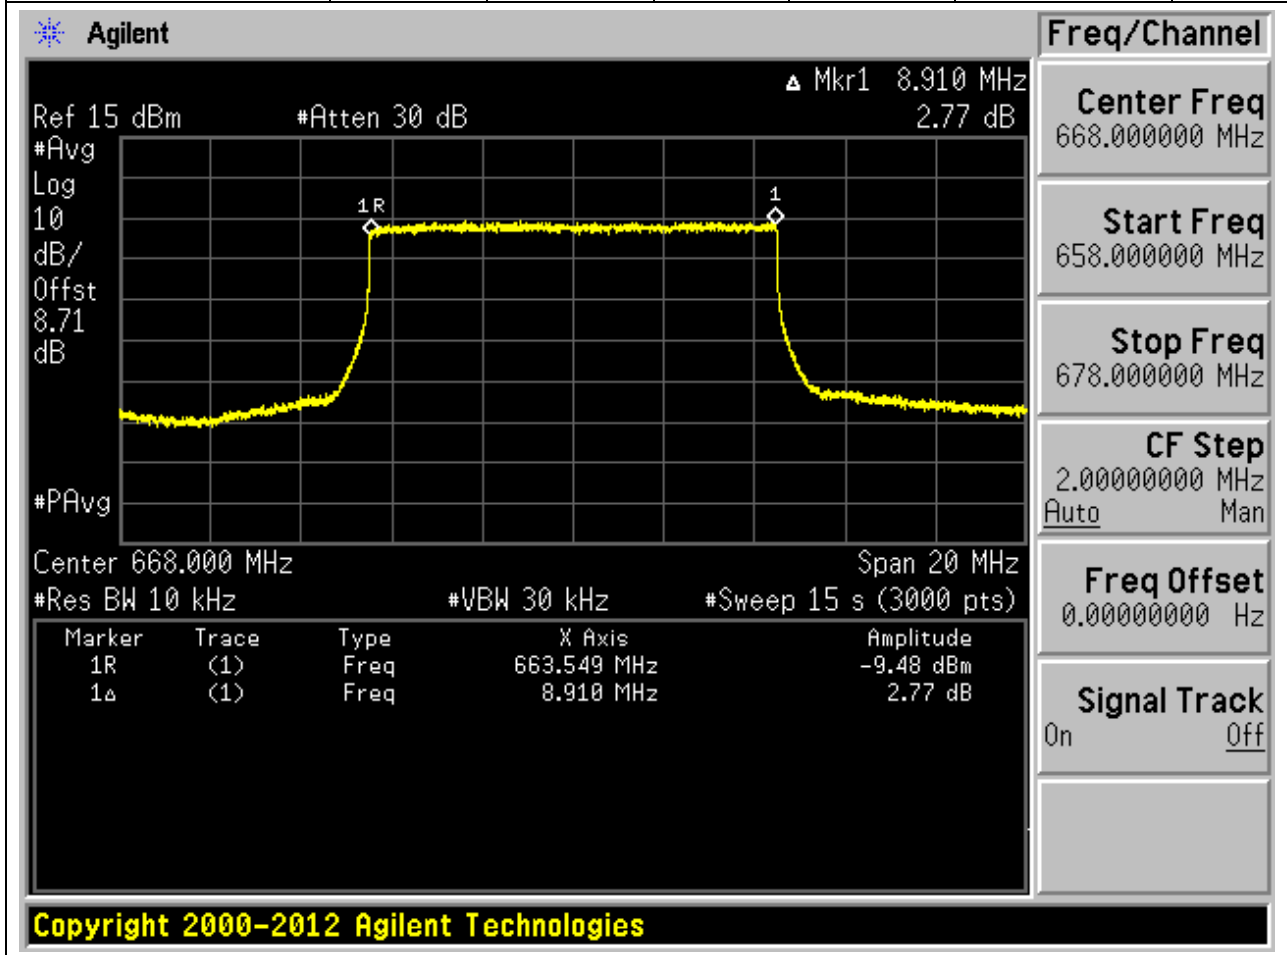 Agilent
Freq/Channel
Δ Mkr1 8.910 MHz
Ref 15 dBm #Atten 30 dB 2.77 dB
#Avg
Log
10
dB/
Offst
8.71
dB
#PAvg
1R
1
Center 668.000 MHz Span 20 MHz
#Res BW 10 kHz #VBW 30 kHz #Sweep 15 s (3000 pts)
Marker Trace Type X Axis Amplitude
1R (1) Freq 663.549 MHz -9.48 dBm
1Δ (1) Freq 8.910 MHz 2.77 dB
Center Freq
668.000000 MHz
Start Freq
658.000000 MHz
Stop Freq
678.000000 MHz
CF Step
2.00000000 MHz
Auto Man
Freq Offset
0.00000000 Hz
Signal Track
On Off
Copyright 2000-2012 Agilent Technologies